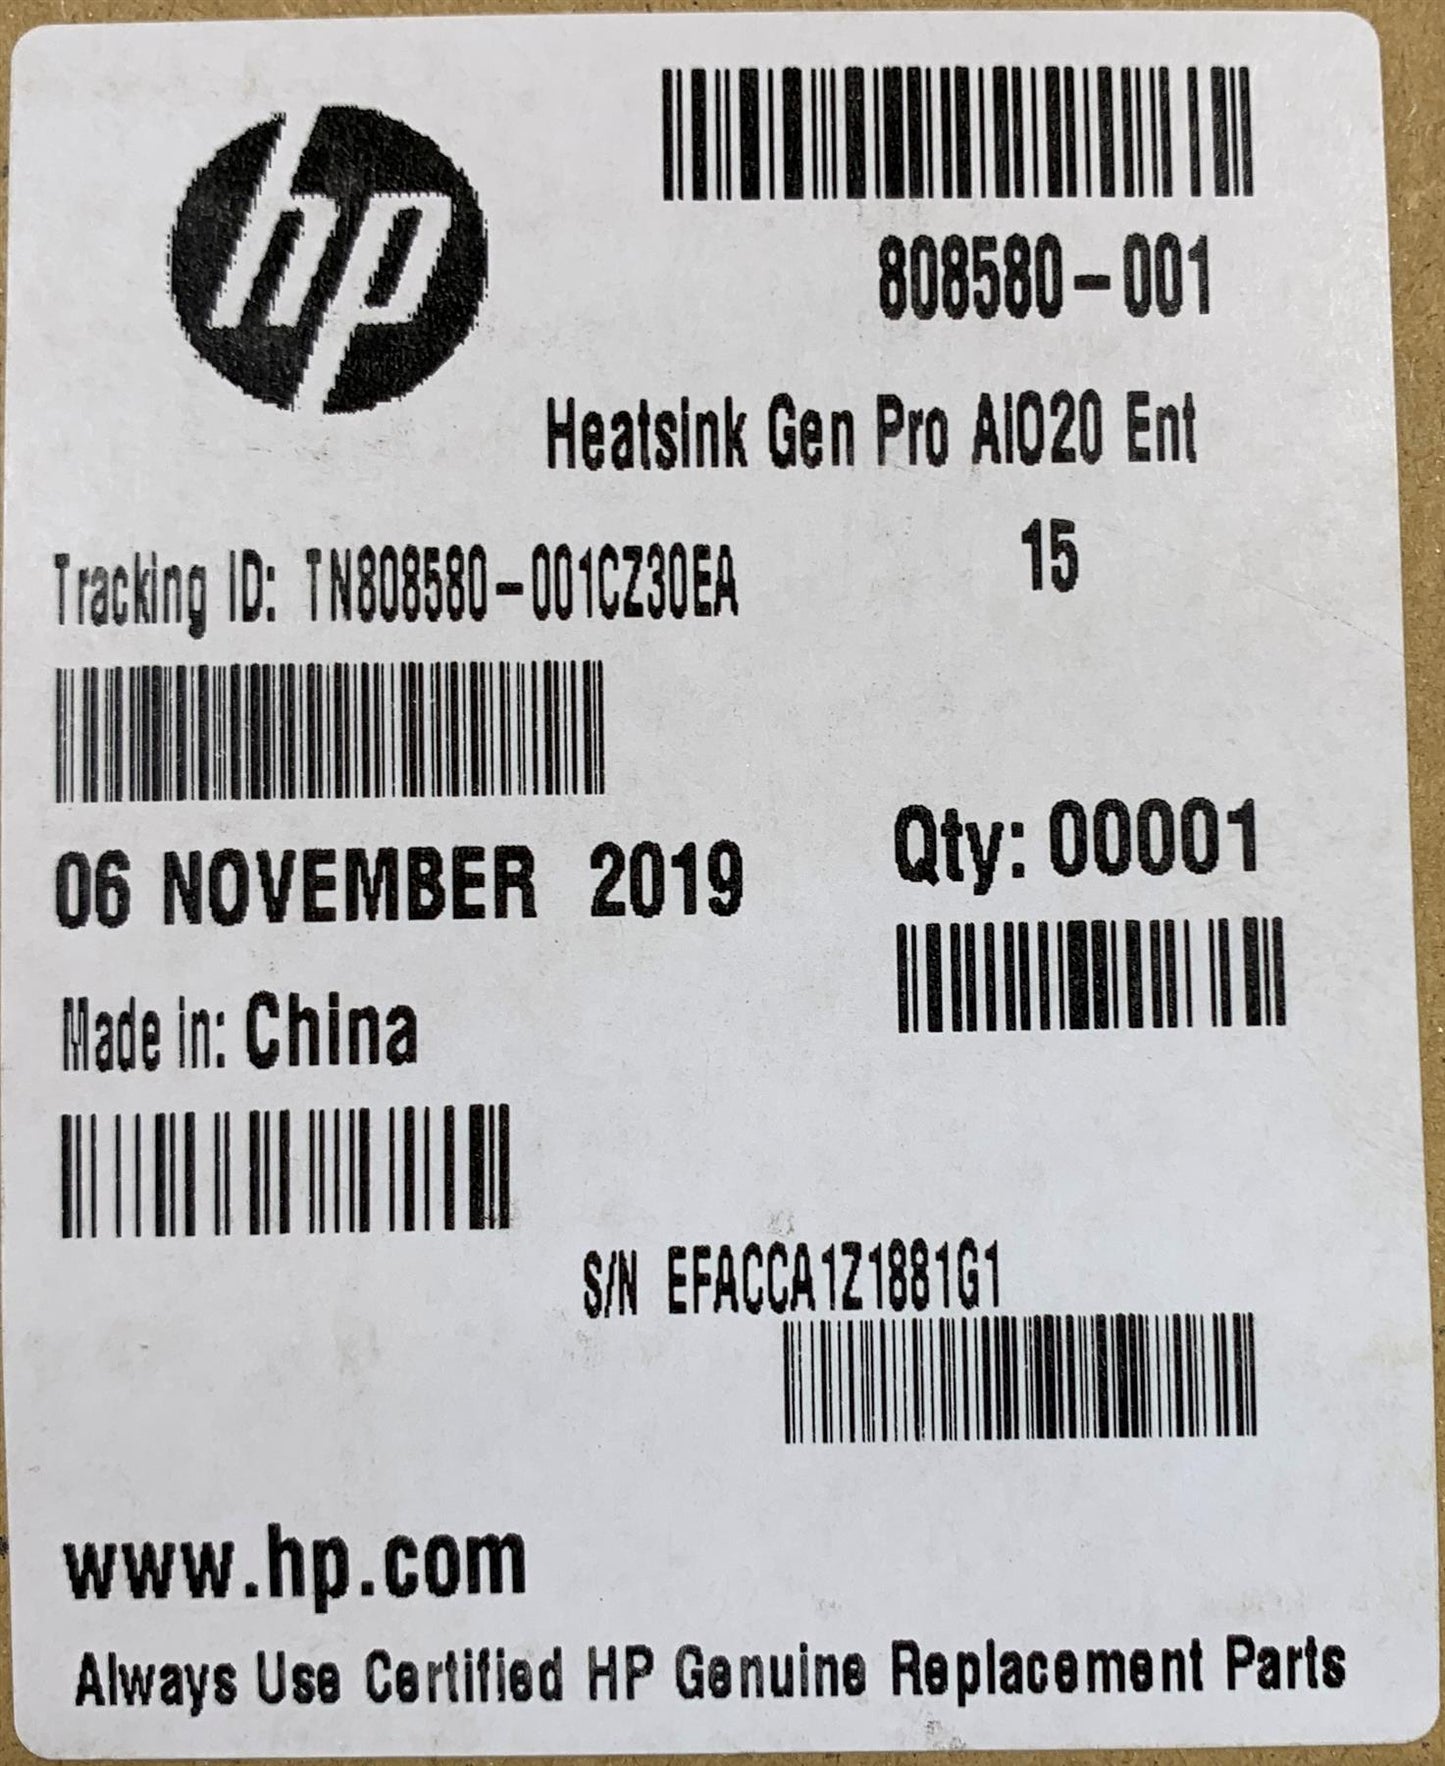 hp
808580-001
Heatsink Gen Pro AiO20 Ent
15
Tracking ID: TN808580-001CZ30EA
06 NOVEMBER 2019
Qty: 00001
Made in: China
S/N EFACCA1Z1881G1
www.hp.com
Always Use Certified HP Genuine Replacement Parts